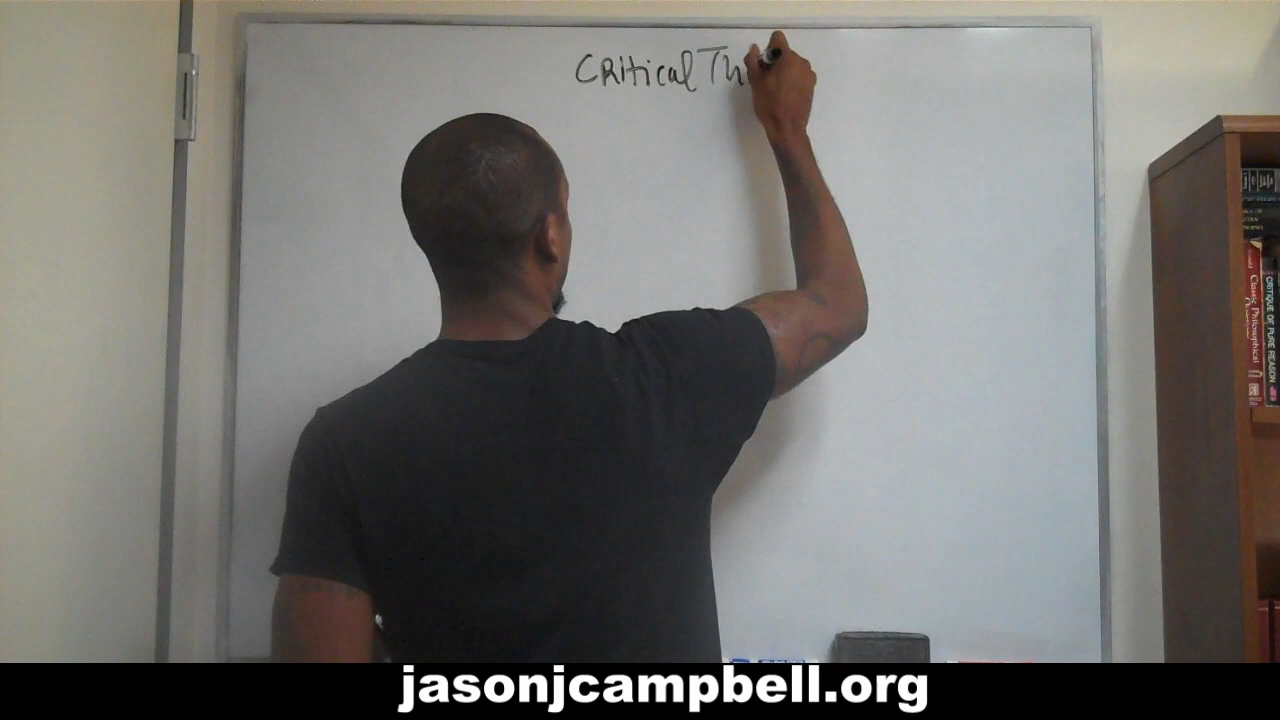 CRitical Th
Classic Philosophical
CRITIQUE OF PURE REASON
jasonjcampbell.org